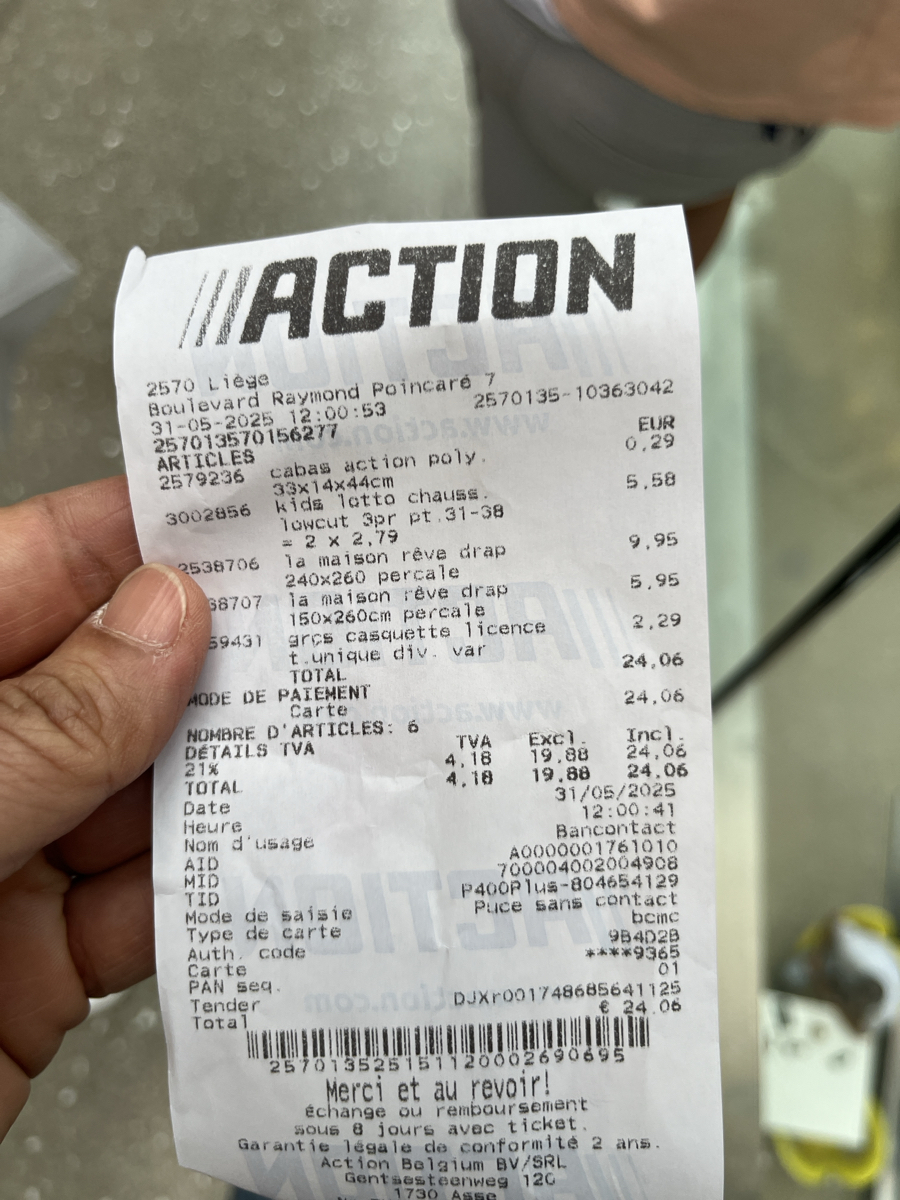 ACTION
2570 Liège
Boulevard Raymond Poincaré 7
31-05-2025 12:00:53 2570135-10363042
257013570156277
ARTICLES EUR
2579236 cabas action poly. 0,29
33x14x44cm
3002856 kids lotto chauss. 5,58
lowcut 3pr pt.31-38
= 2 x 2,79
2538706 la maison rêve drap 9,95
240x260 percale
38707 la maison rêve drap 5,95
150x260cm percale
59431 grçs casquette licence 2,29
t.unique div. var
TOTAL 24,06
MODE DE PAIEMENT
Carte 24,06
NOMBRE D'ARTICLES: 6
DÉTAILS TVA TVA Excl. Incl.
21% 4,18 19,88 24,06
TOTAL 4,18 19,88 24,06
Date 31/05/2025
Heure 12:00:41
Nom d'usage Bancontact
AID A0000001761010
MID 700004002004908
TID P400Plus-804654129
Mode de saisie Puce sans contact
Type de carte bcmc
Auth. code 9B4D2B
Carte ****9365
PAN seq. 01
Tender DJXr001748685641125
Total € 24,06
257013525151120002690695
Merci et au revoir!
échange ou remboursement
sous 8 jours avec ticket.
Garantie légale de conformité 2 ans.
Action Belgium BV/SRL
Gentsesteenweg 120
1730 Asse